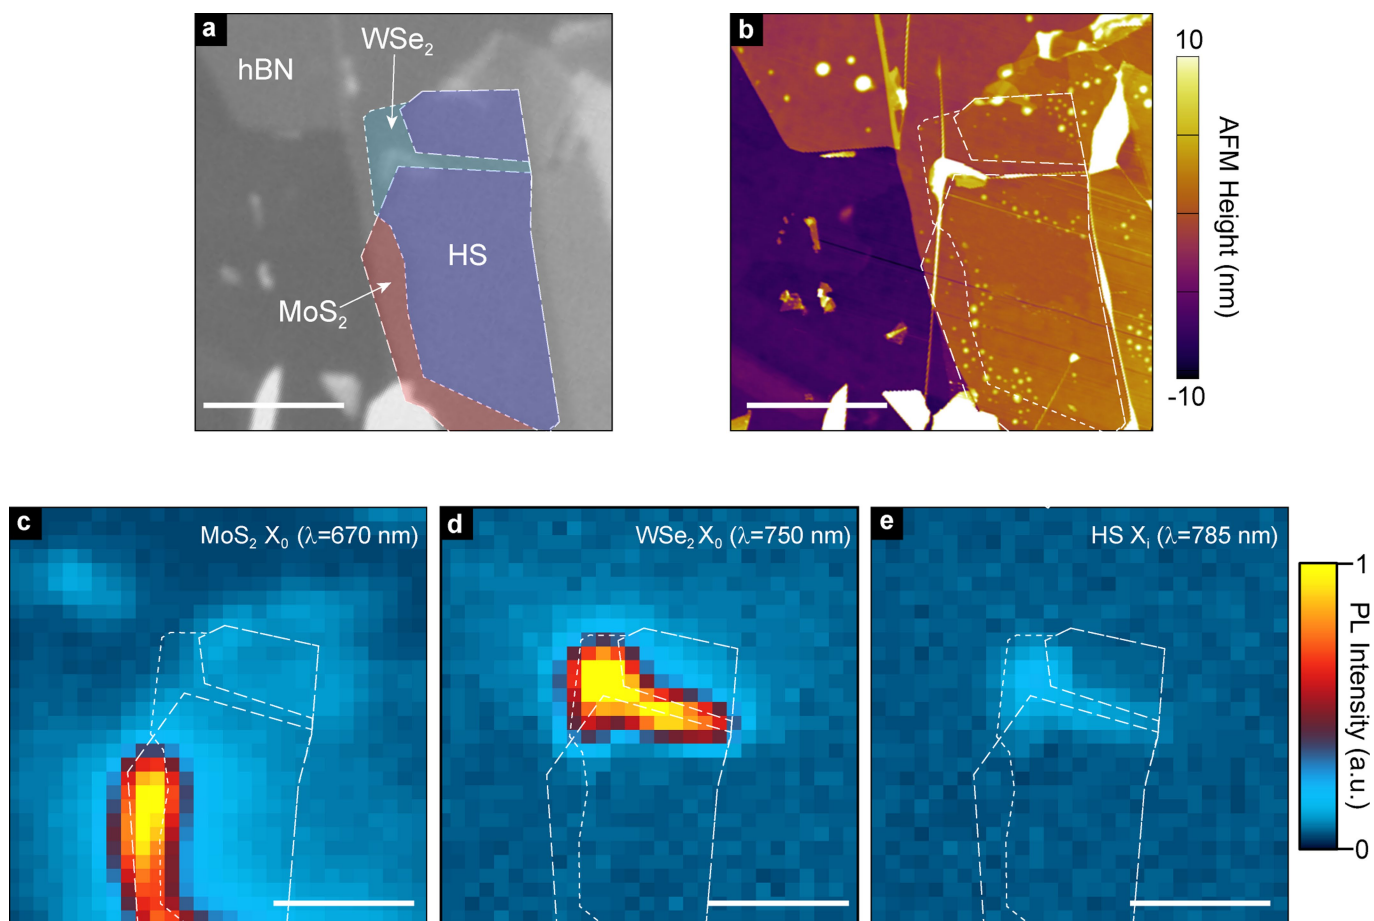 a
WSe₂
hBN
HS
MoS₂
b
10
AFM Height (nm)
-10
c
MoS₂ X₀ (λ=670 nm)
d
WSe₂ X₀ (λ=750 nm)
e
HS Xᵢ (λ=785 nm)
1
PL Intensity (a.u.)
0